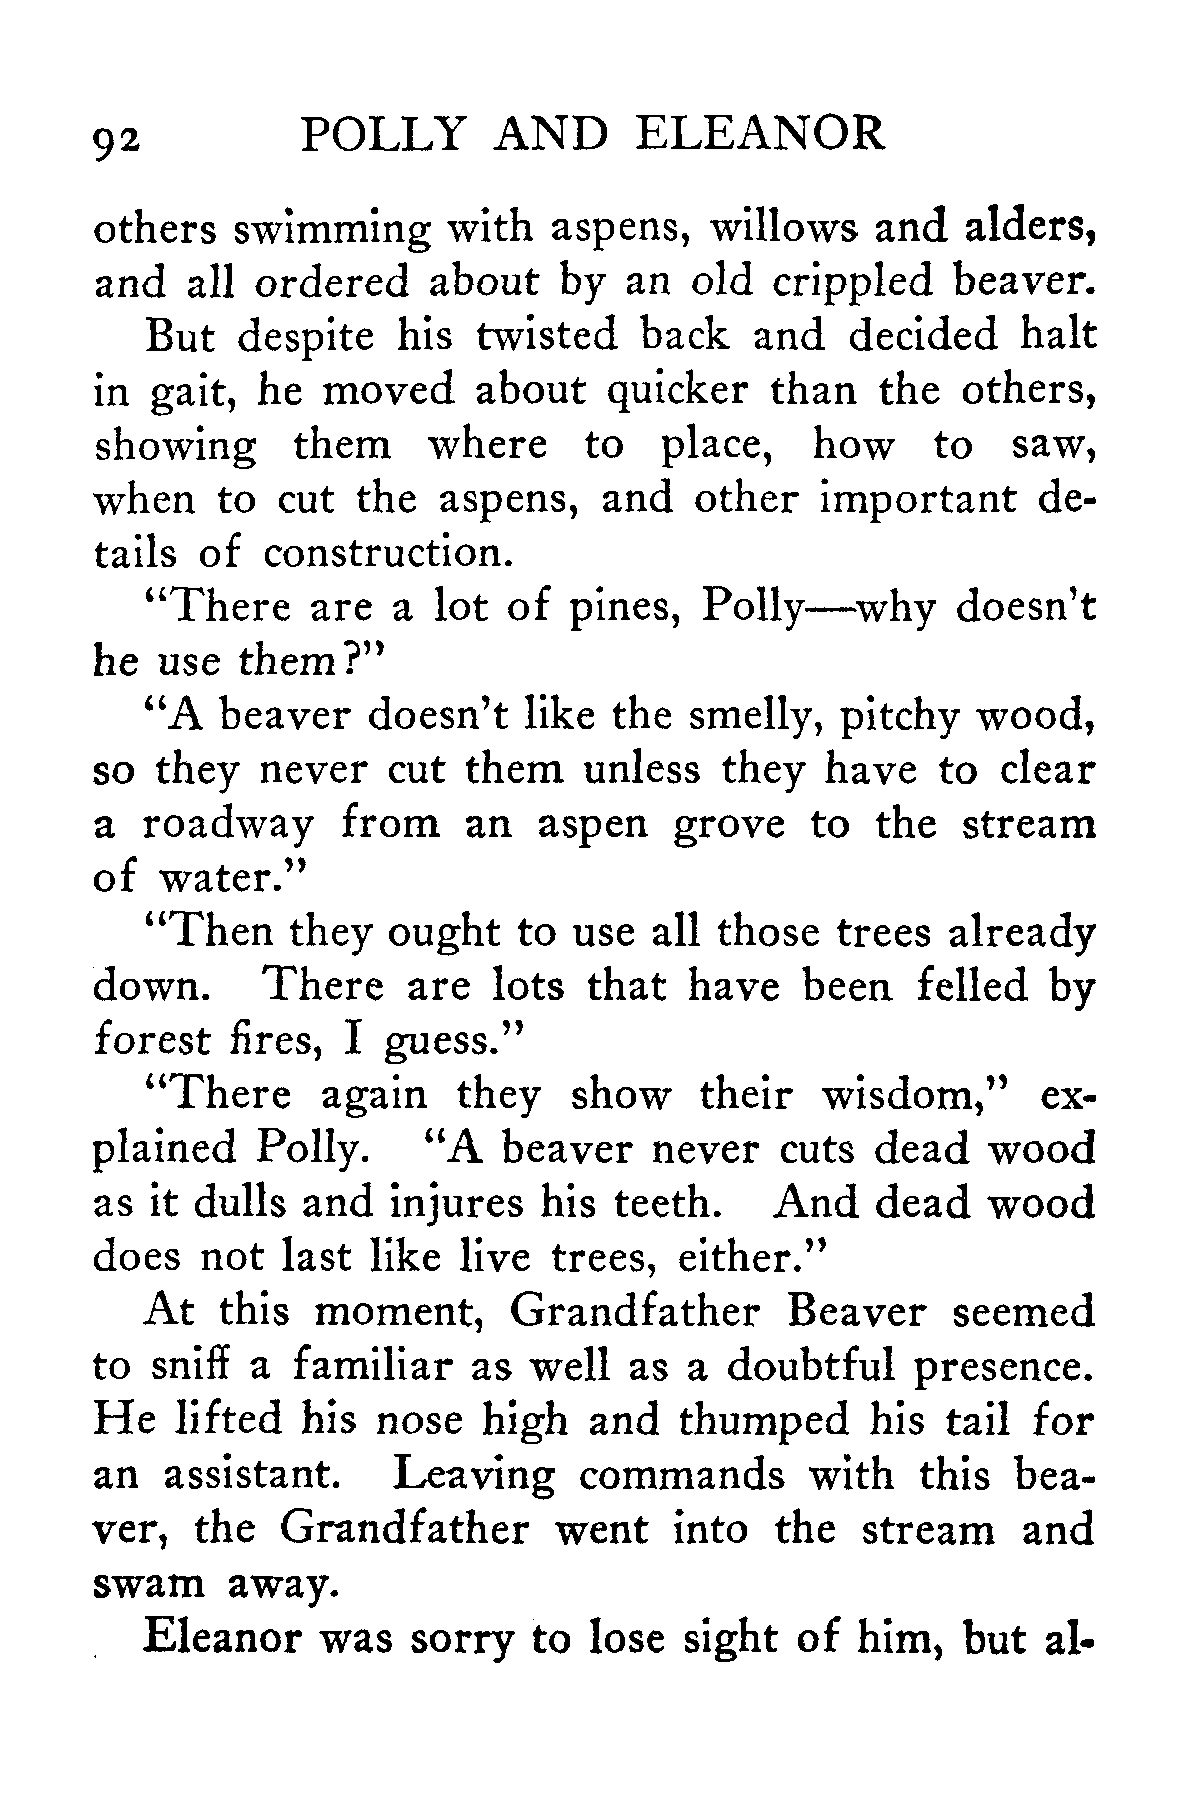 92 POLLY AND ELEANOR
others swimming with aspens, willows and alders,
and all ordered about by an old crippled beaver.
But despite his twisted back and decided halt
in gait, he moved about quicker than the others,
showing them where to place, how to saw,
when to cut the aspens, and other important de-
tails of construction.
“There are a lot of pines, Polly—why doesn’t
he use them?”
“A beaver doesn’t like the smelly, pitchy wood,
so they never cut them unless they have to clear
a roadway from an aspen grove to the stream
of water.”
“Then they ought to use all those trees already
down. There are lots that have been felled by
forest fires, I guess.”
“There again they show their wisdom,” ex-
plained Polly. “A beaver never cuts dead wood
as it dulls and injures his teeth. And dead wood
does not last like live trees, either.”
At this moment, Grandfather Beaver seemed
to sniff a familiar as well as a doubtful presence.
He lifted his nose high and thumped his tail for
an assistant. Leaving commands with this bea-
ver, the Grandfather went into the stream and
swam away.
Eleanor was sorry to lose sight of him, but al-